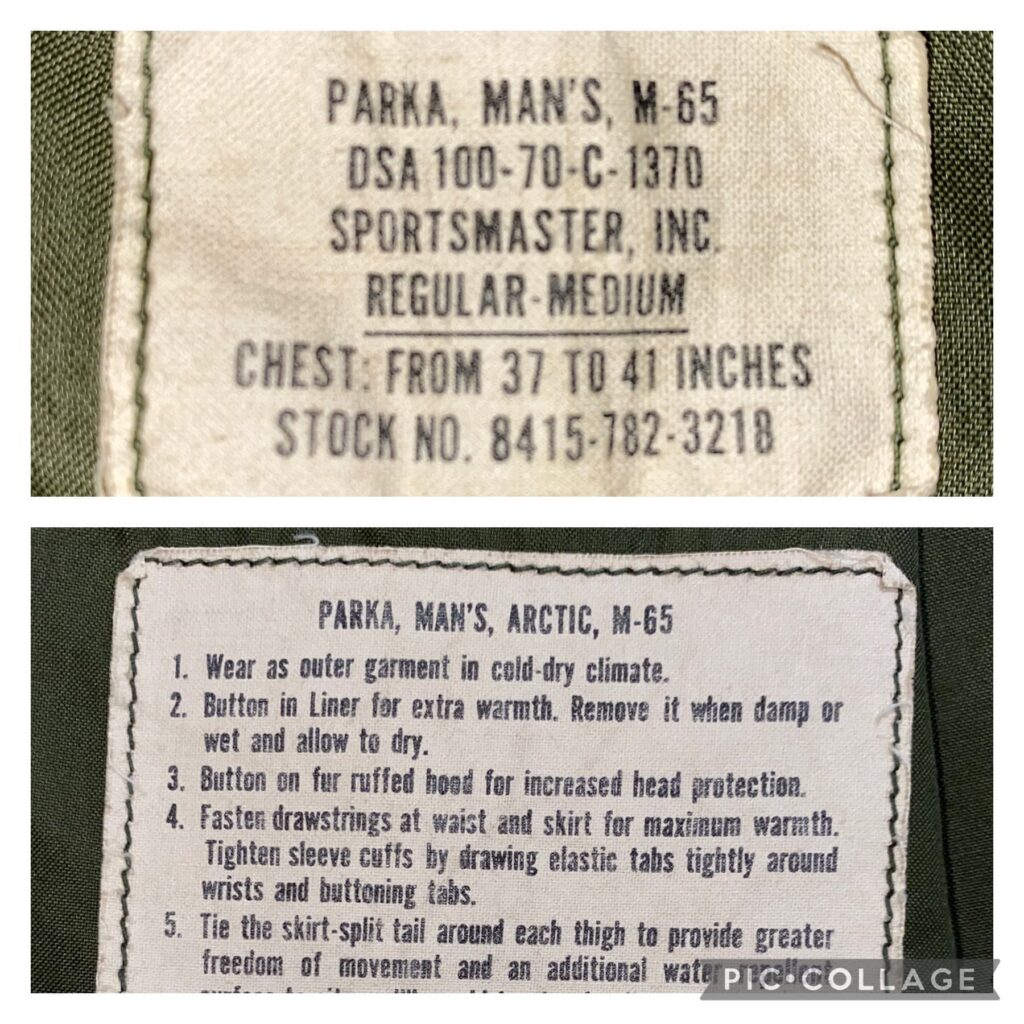 PARKA, MAN'S, M-65
DSA 100-70-C-1370
SPORTSMASTER, INC.
REGULAR-MEDIUM
CHEST: FROM 37 TO 41 INCHES
STOCK NO. 8415-782-3218
PARKA, MAN'S, ARCTIC, M-65
1. Wear as outer garment in cold-dry climate.
2. Button in Liner for extra warmth. Remove it when damp or
wet and allow to dry.
3. Button on fur ruffed hood for increased head protection.
4. Fasten drawstrings at waist and skirt for maximum warmth.
Tighten sleeve cuffs by drawing elastic tabs tightly around
wrists and buttoning tabs.
5. Tie the skirt-split tail around each thigh to provide greater
freedom of movement and an additional water repellent
PIC•COLLAGE